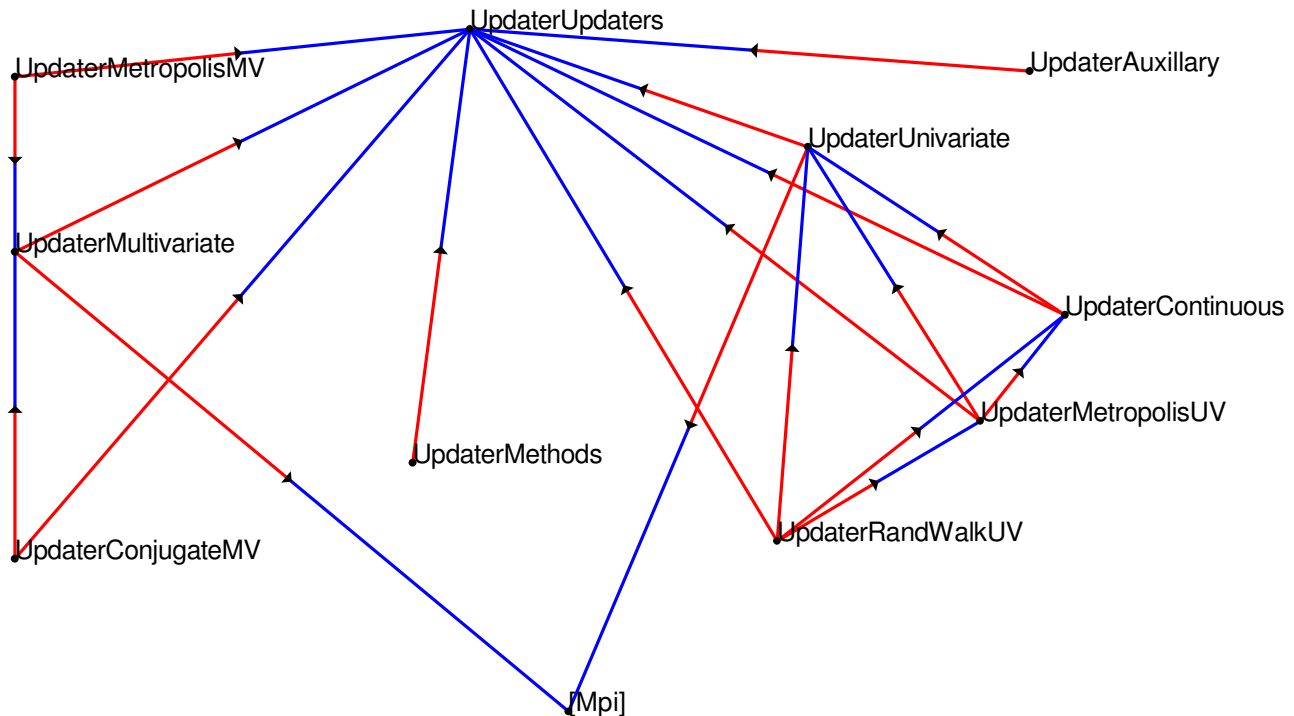 UpdaterUpdaters
UpdaterMetropolisMV
UpdaterAuxillary
UpdaterUnivariate
UpdaterMultivariate
UpdaterContinuous
UpdaterMetropolisUV
UpdaterMethods
UpdaterRandWalkUV
UpdaterConjugateMV
[Mpi]